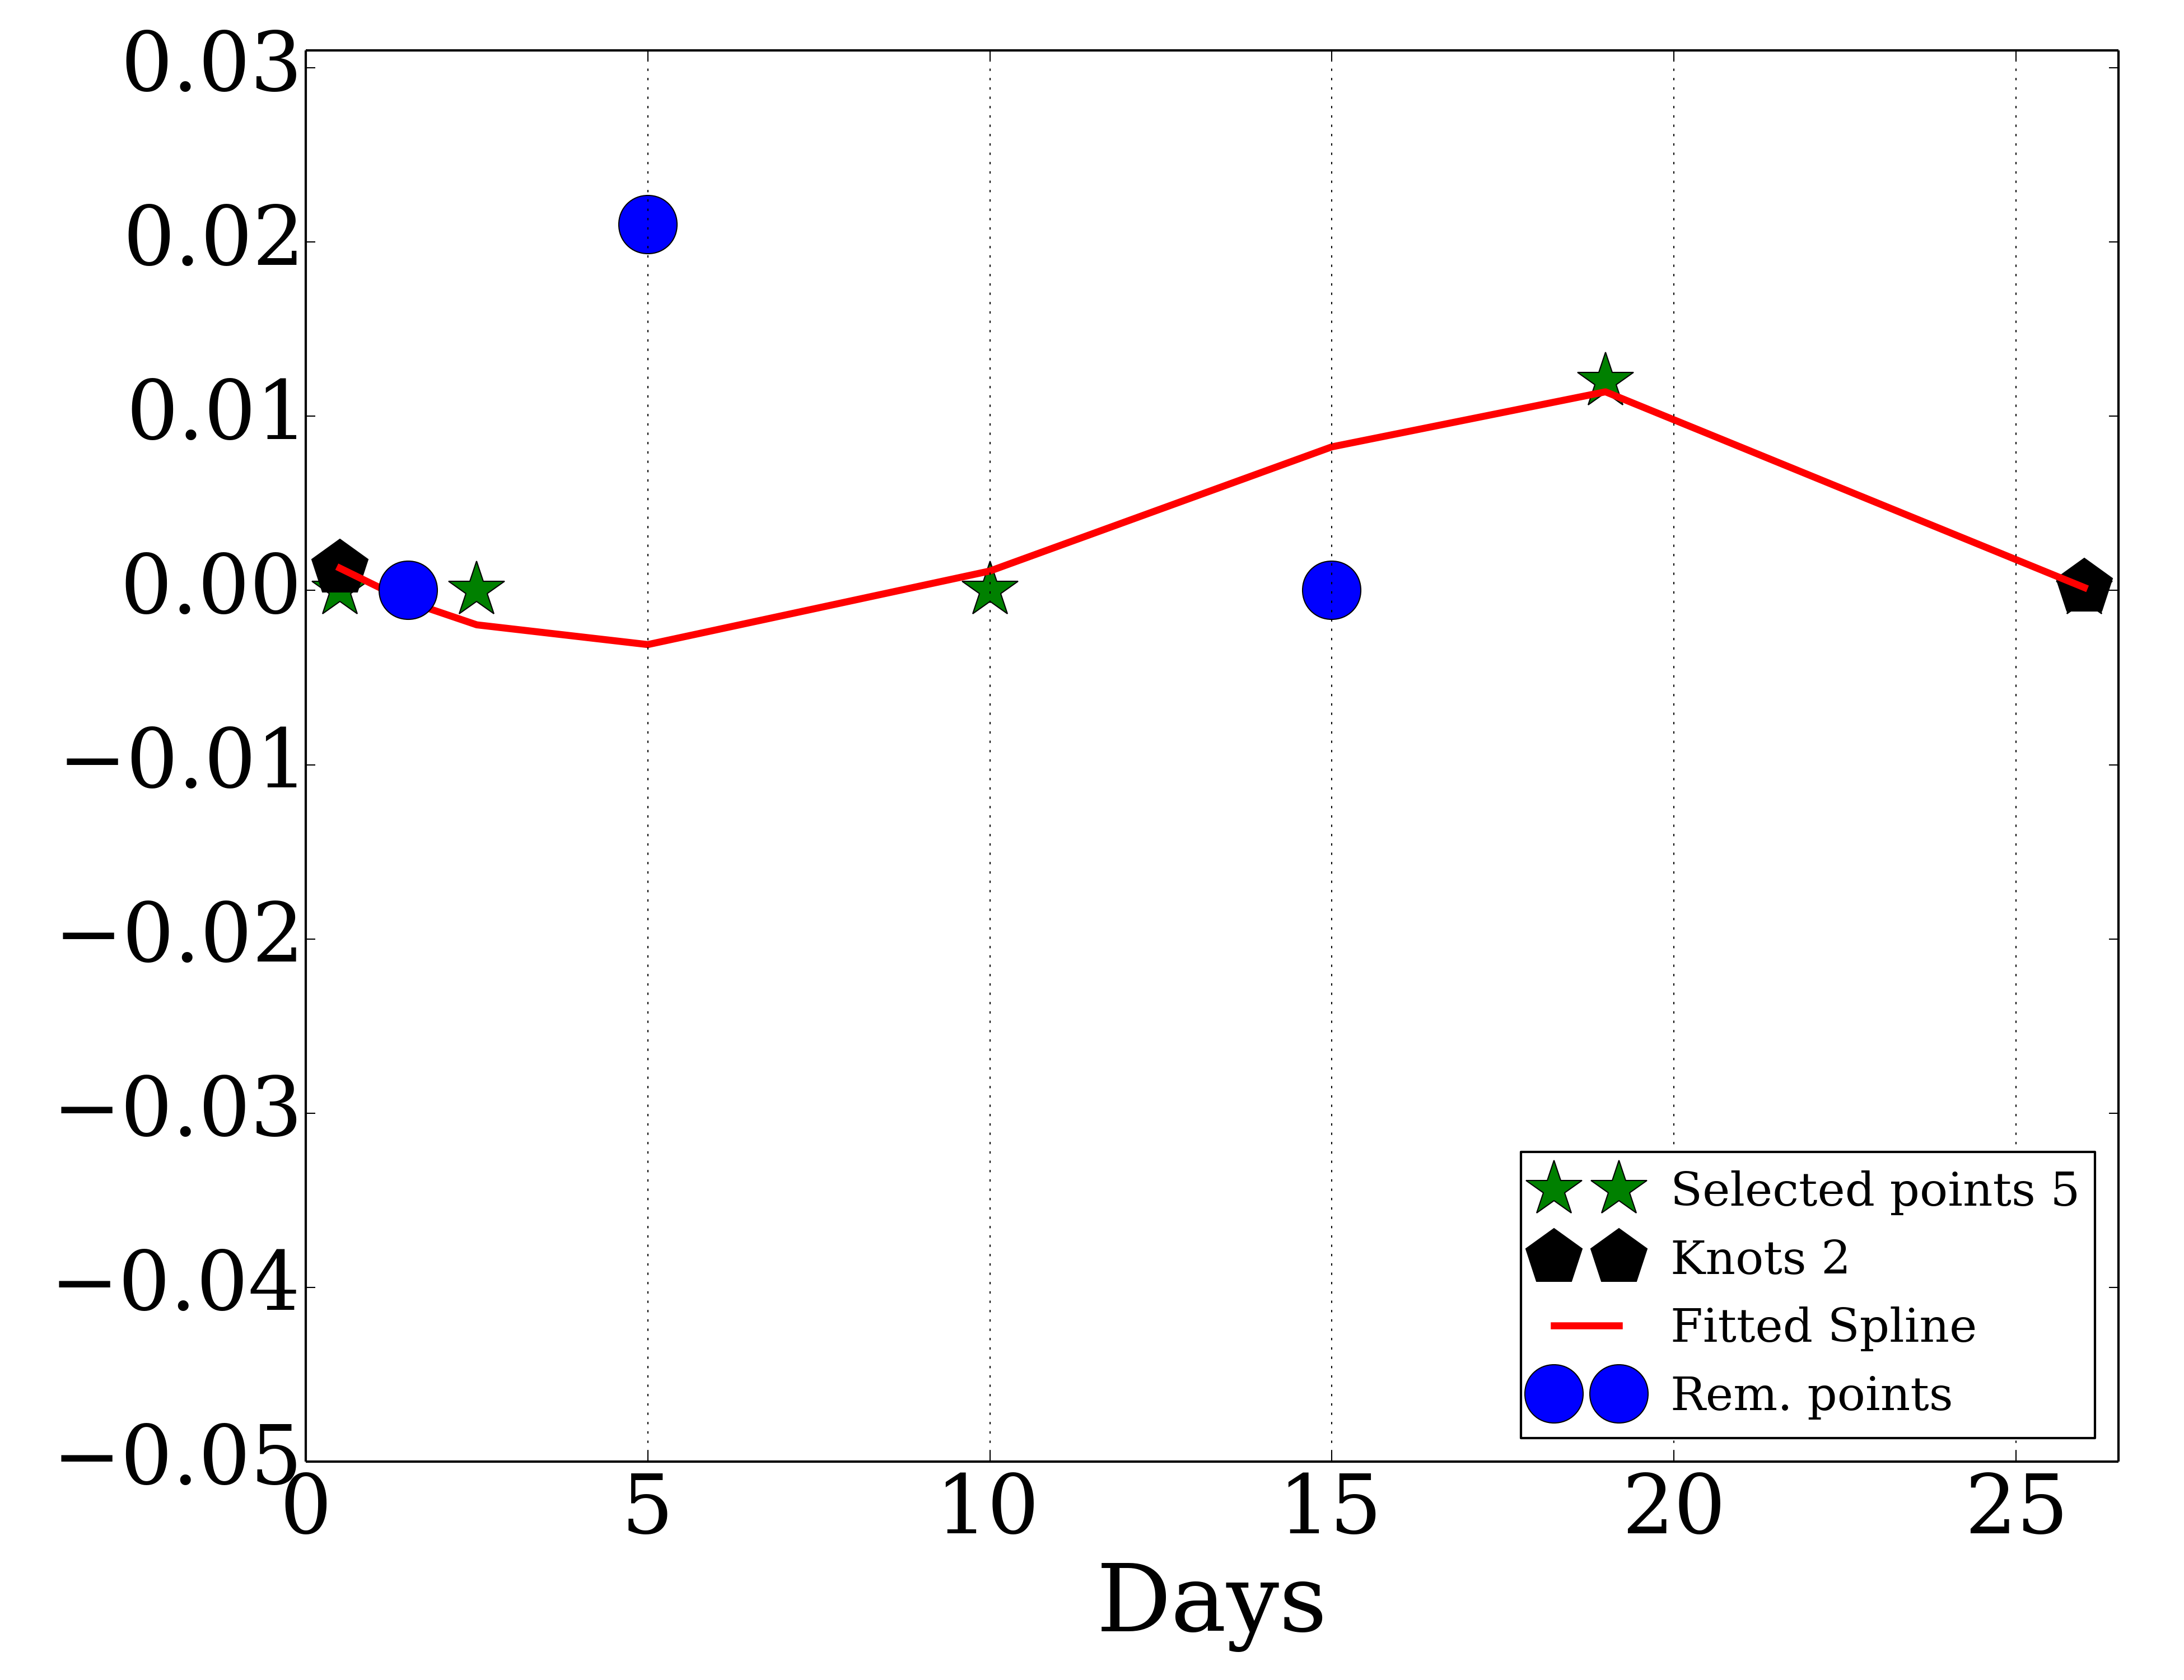 0.03
0.02
0.01
0.00
−0.01
−0.02
−0.03
−0.04
−0.05
0 5 10 15 20 25
Days
Selected points 5
Knots 2
Fitted Spline
Rem. points